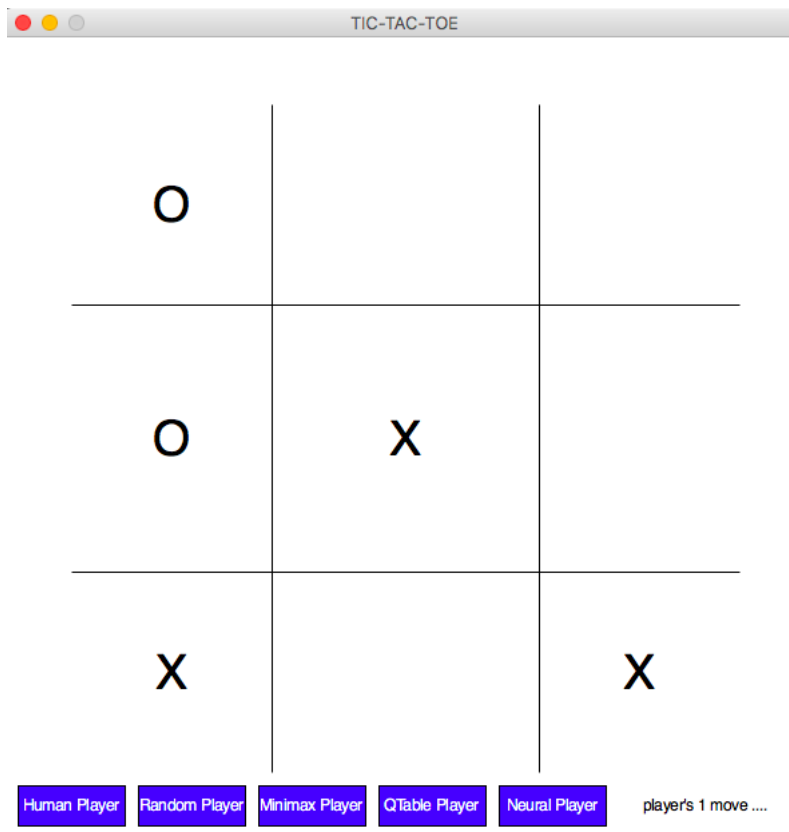 TIC-TAC-TOE
O
O X
X X
Human Player Random Player Minimax Player QTable Player Neural Player player's 1 move ....